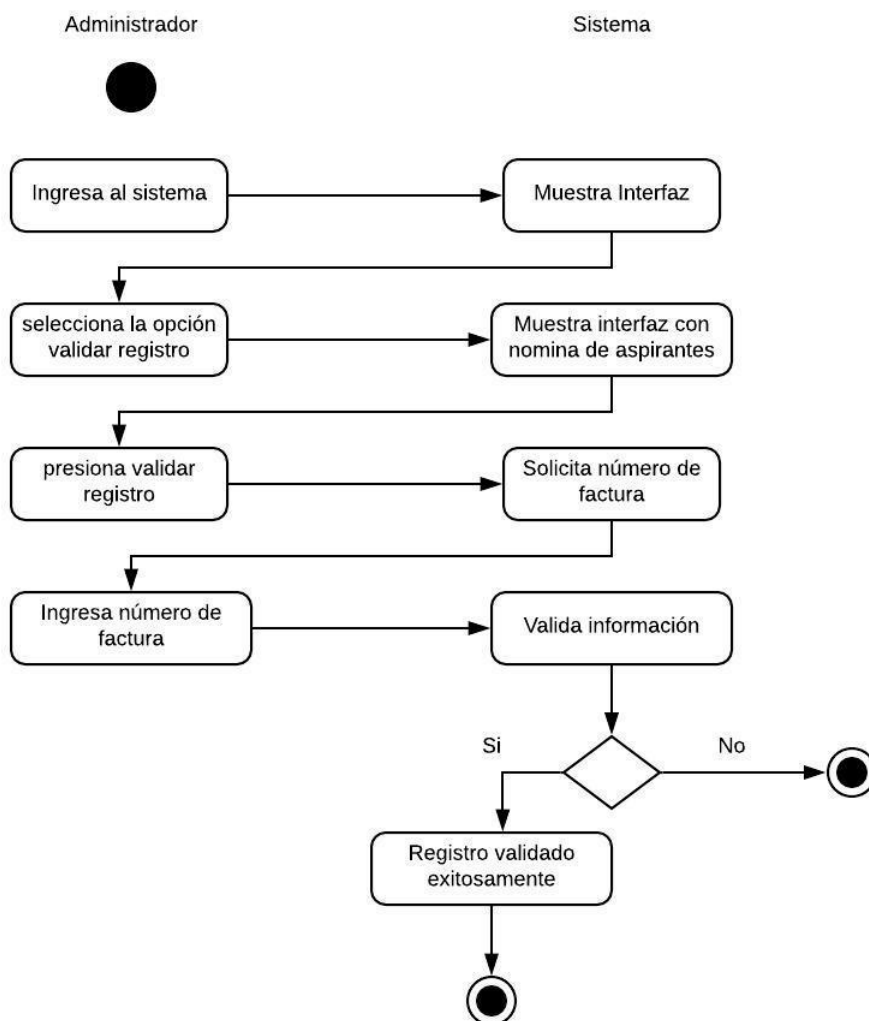 Administrador
Sistema
Ingresa al sistema
Muestra Interfaz
selecciona la opción
validar registro
Muestra interfaz con
nomina de aspirantes
presiona validar
registro
Solicita número de
factura
Ingresa número de
factura
Valida información
Si
No
Registro validado
exitosamente